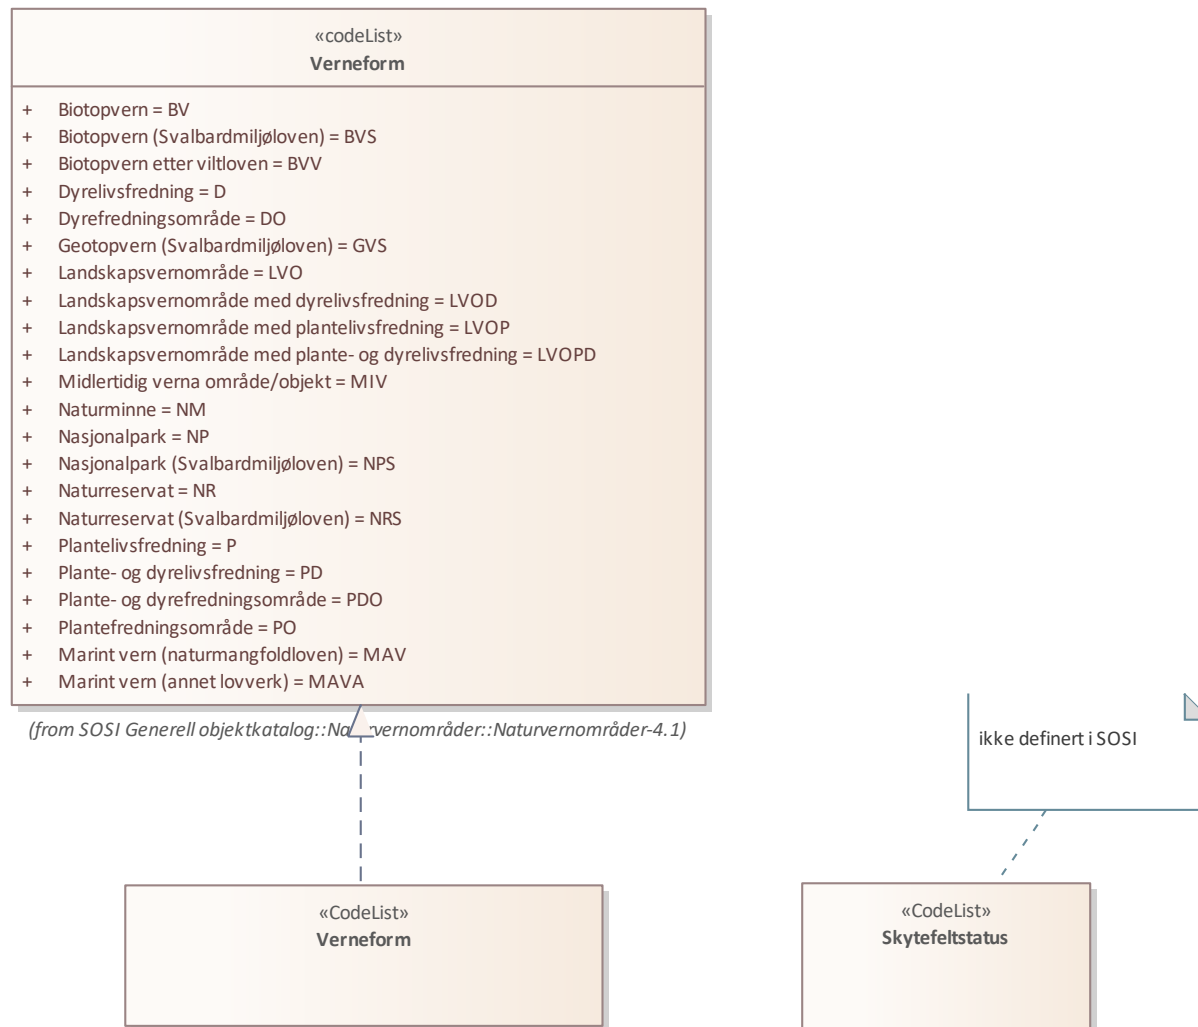 «codeList»
Verneform
+ Biotopvern = BV
+ Biotopvern (Svalbardmiljøloven) = BVS
+ Biotopvern etter viltloven = BVV
+ Dyrelivsfredning = D
+ Dyrefredningsområde = DO
+ Geotopvern (Svalbardmiljøloven) = GVS
+ Landskapsvernområde = LVO
+ Landskapsvernområde med dyrelivsfredning = LVOD
+ Landskapsvernområde med plantelivsfredning = LVOP
+ Landskapsvernområde med plante- og dyrelivsfredning = LVOPD
+ Midlertidig verna område/objekt = MIV
+ Naturminne = NM
+ Nasjonalpark = NP
+ Nasjonalpark (Svalbardmiljøloven) = NPS
+ Naturreservat = NR
+ Naturreservat (Svalbardmiljøloven) = NRS
+ Plantelivsfredning = P
+ Plante- og dyrelivsfredning = PD
+ Plante- og dyrefredningsområde = PDO
+ Plantefredningsområde = PO
+ Marint vern (naturmangfoldloven) = MAV
+ Marint vern (annet lovverk) = MAVA
(from SOSI Generell objektkatalog::Naturvernområder::Naturvernområder-4.1)
ikke definert i SOSI
«CodeList»
Verneform
«CodeList»
Skytefeltstatus